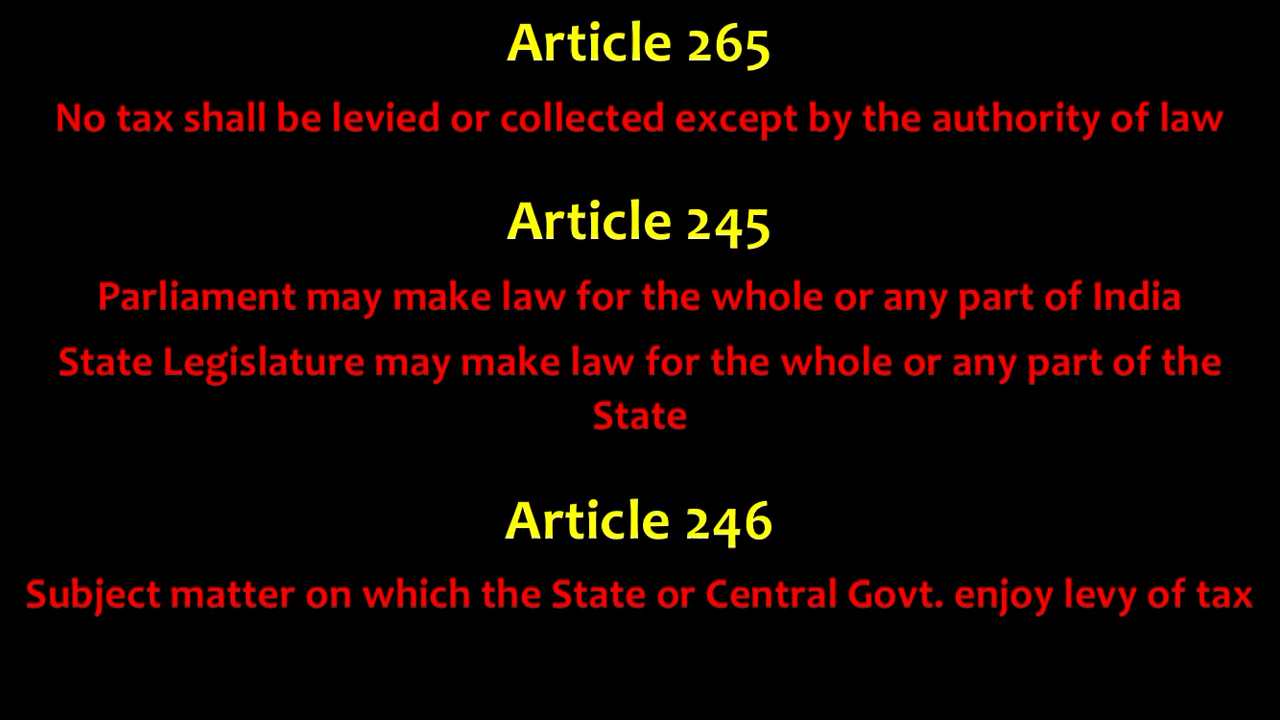 Article 265
No tax shall be levied or collected except by the authority of law
Article 245
Parliament may make law for the whole or any part of India
State Legislature may make law for the whole or any part of the
State
Article 246
Subject matter on which the State or Central Govt. enjoy levy of tax